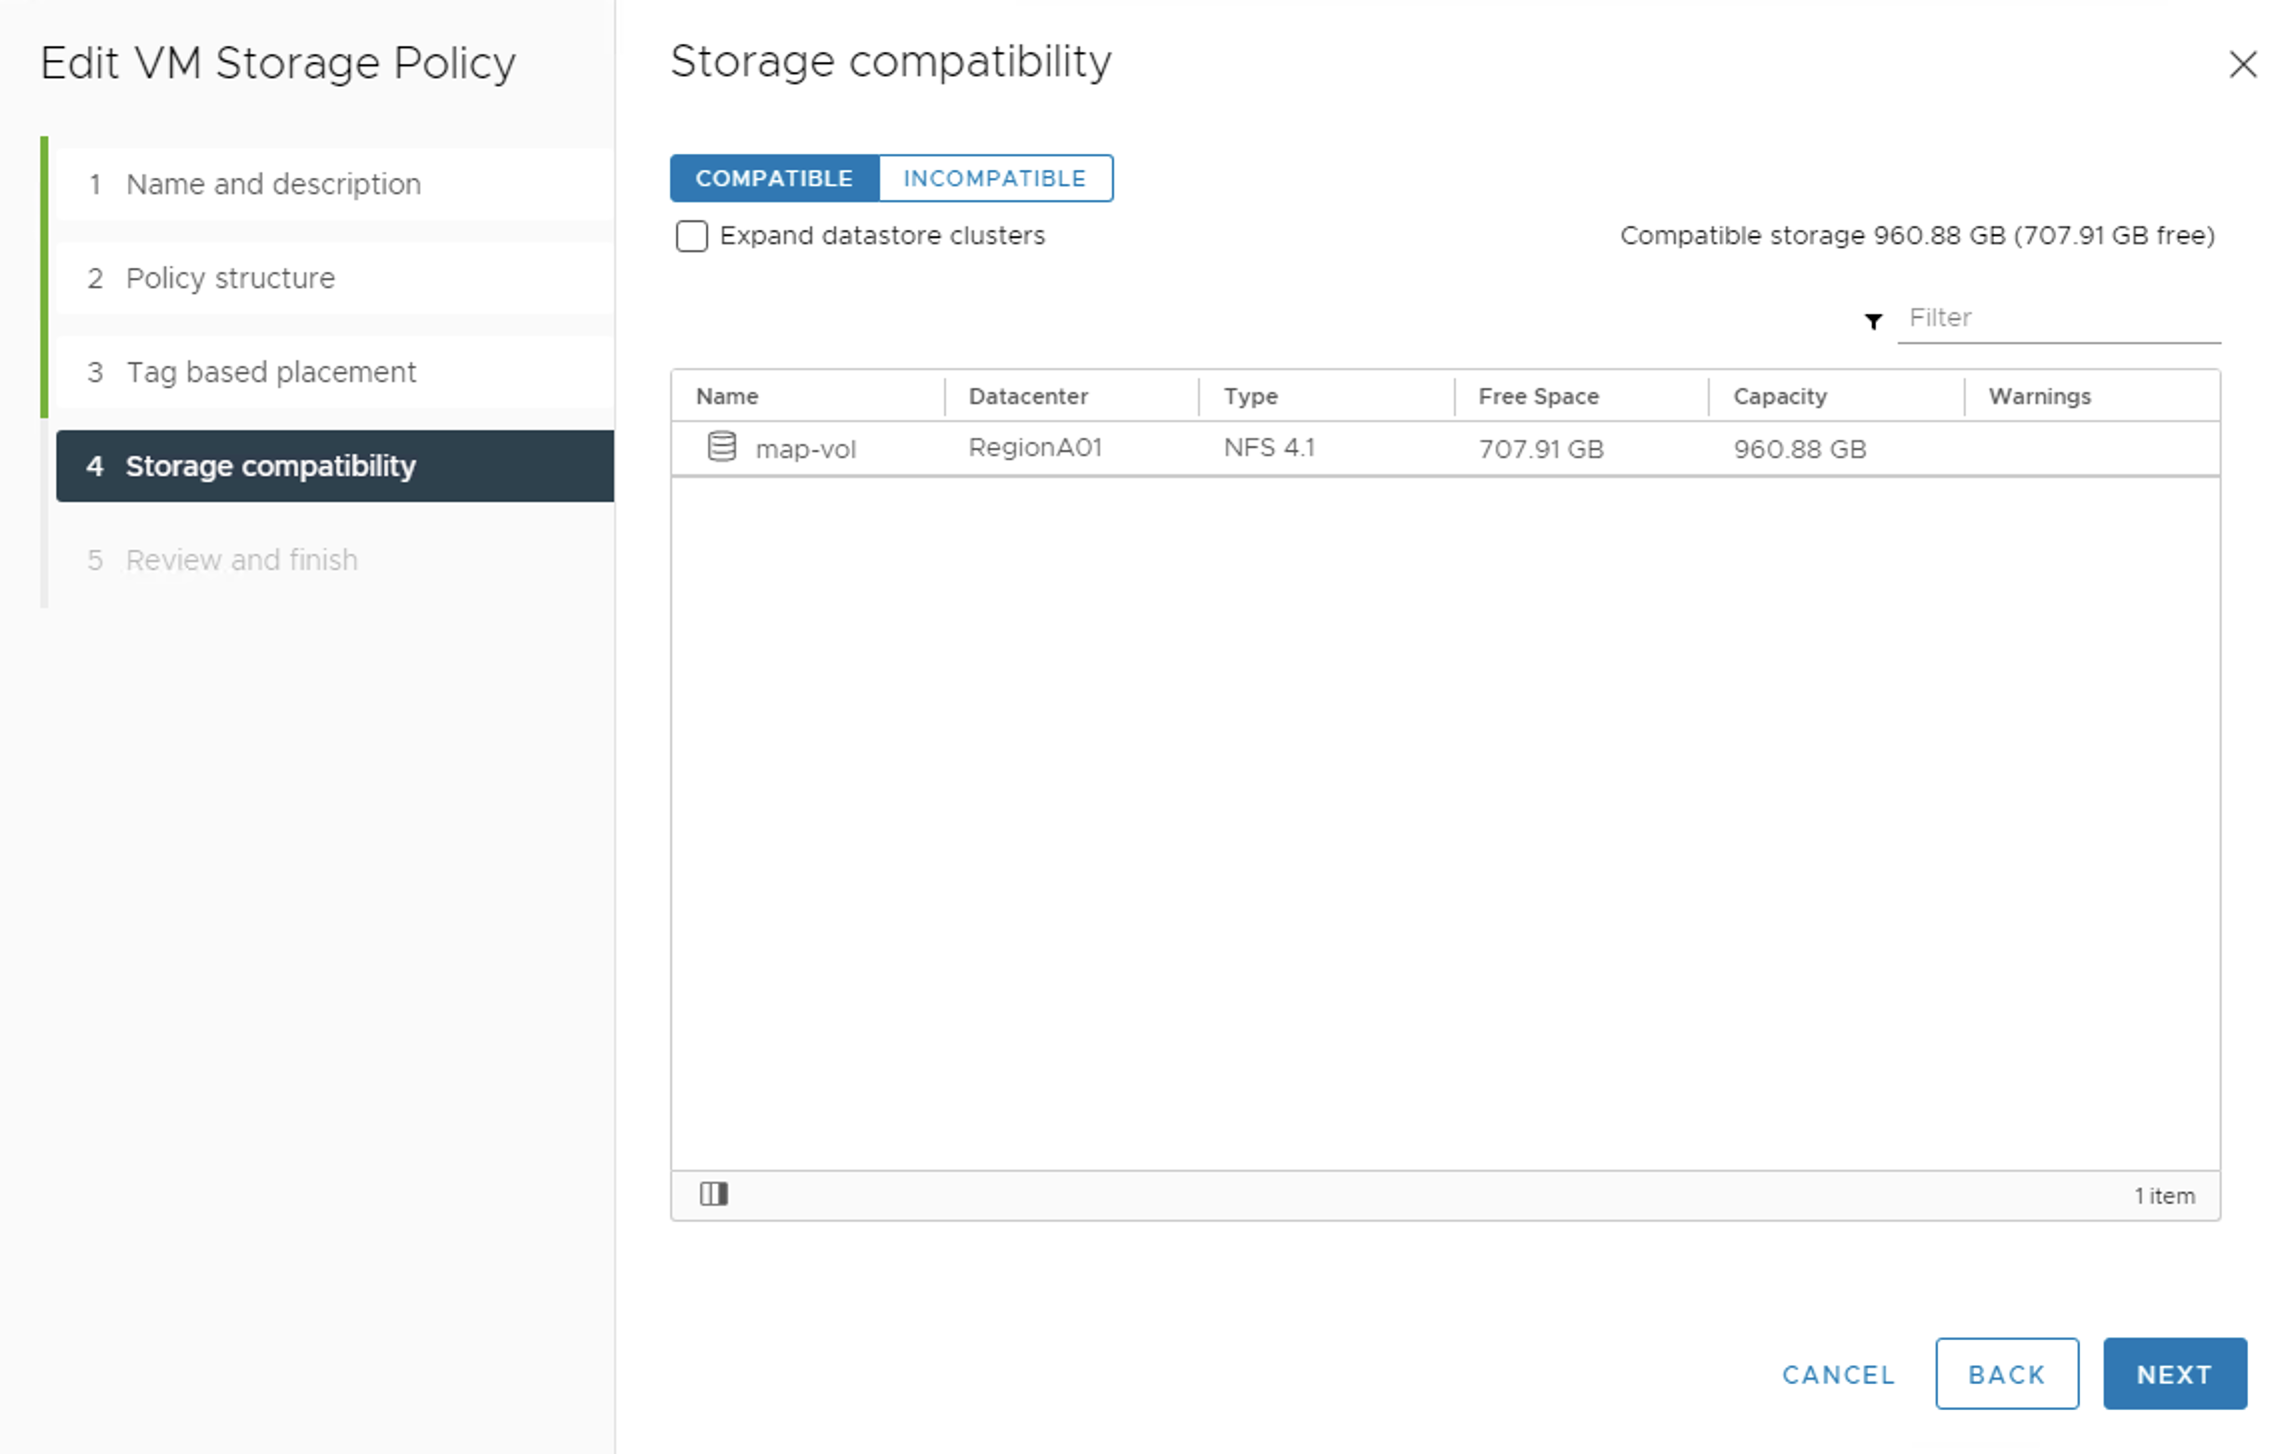 Edit VM Storage Policy
1 Name and description
2 Policy structure
3 Tag based placement
4 Storage compatibility
5 Review and finish
Storage compatibility
COMPATIBLE INCOMPATIBLE
Expand datastore clusters
Compatible storage 960.88 GB (707.91 GB free)
Filter
Name Datacenter Type Free Space Capacity Warnings
map-vol RegionA01 NFS 4.1 707.91 GB 960.88 GB
1 item
CANCEL BACK NEXT